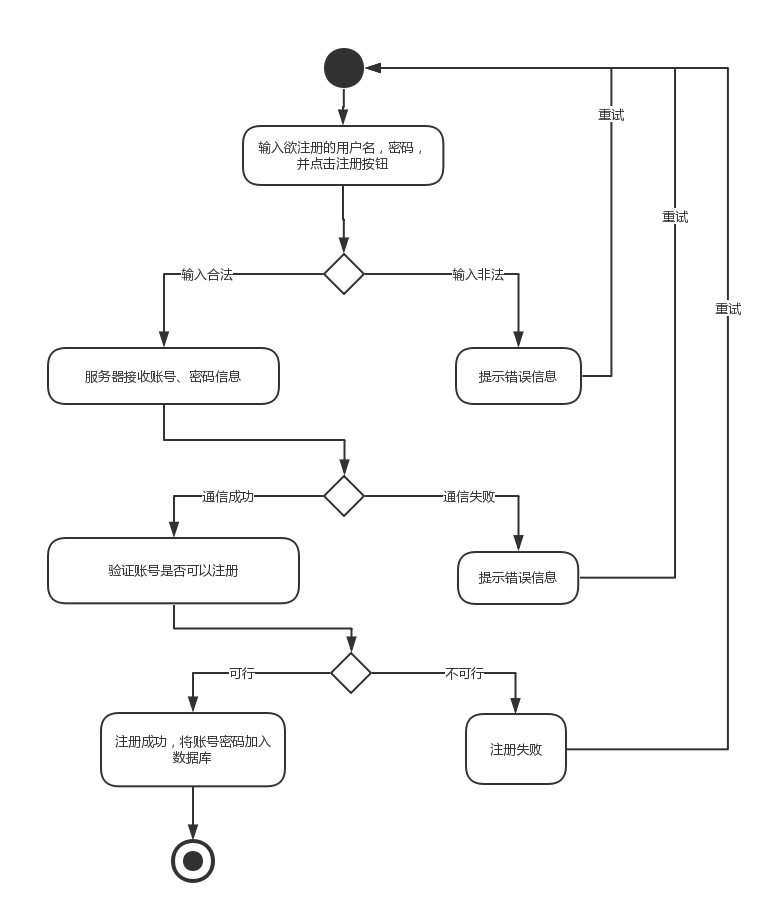 输入欲注册的用户名，密码，
并点击注册按钮
重试
重试
输入合法
输入非法
重试
服务器接收账号、密码信息
提示错误信息
通信成功
通信失败
验证账号是否可以注册
提示错误信息
可行
不可行
注册成功，将账号密码加入
数据库
注册失败